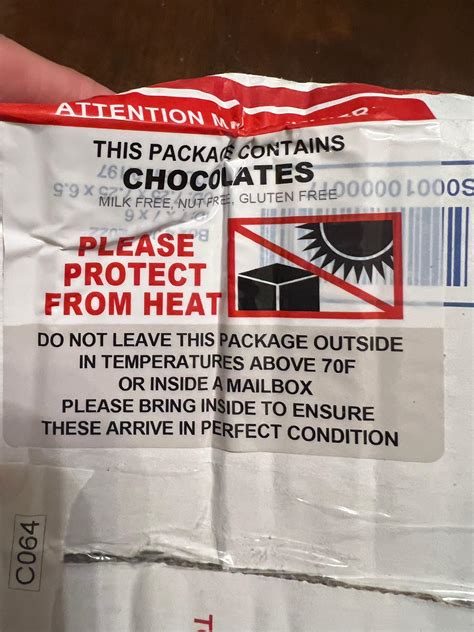 ATTENTION
THIS PACKAGE CONTAINS
CHOCOLATES
MILK FREE, NUT FREE, GLUTEN FREE
PLEASE
PROTECT
FROM HEAT
DO NOT LEAVE THIS PACKAGE OUTSIDE
IN TEMPERATURES ABOVE 70F
OR INSIDE A MAILBOX
PLEASE BRING INSIDE TO ENSURE
THESE ARRIVE IN PERFECT CONDITION
C064